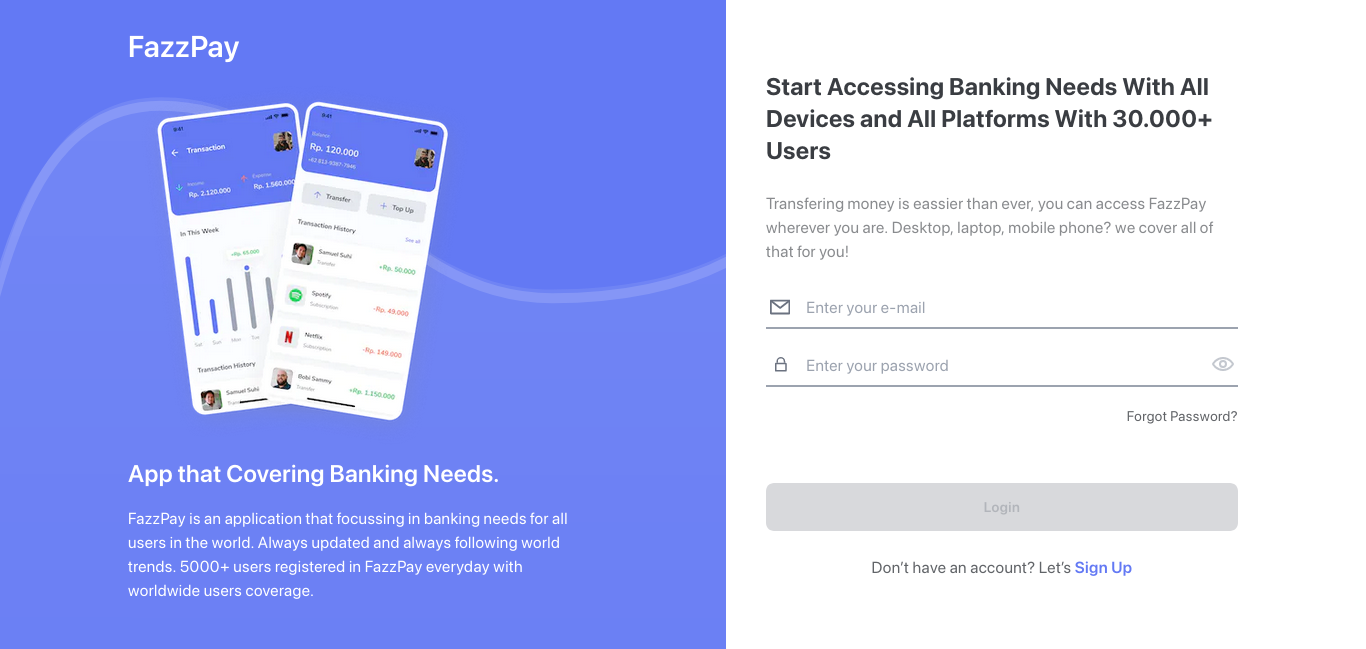 FazzPay
9:41
Transaction
Income
Rp. 2.120.000
Expense
Rp. 1.560.000
In This Week
+Rp. 65.000
Sat
Sun
Mon
Tue
Transaction History
Samuel Suhi
9:41
Balance
Rp. 120.000
Transfer
Top Up
Transaction History
See all
Samuel Suhi
Transfer
+Rp. 50.000
Spotify
Subscription
-Rp. 49.000
Netflix
Subscription
-Rp. 149.000
Bobi Sammy
Transfer
+Rp. 1.150.000
App that Covering Banking Needs.
FazzPay is an application that focussing in banking needs for all
users in the world. Always updated and always following world
trends. 5000+ users registered in FazzPay everyday with
worldwide users coverage.
Start Accessing Banking Needs With All
Devices and All Platforms With 30.000+
Users
Transfering money is eassier than ever, you can access FazzPay
wherever you are. Desktop, laptop, mobile phone? we cover all of
that for you!
Enter your e-mail
Enter your password
Forgot Password?
Login
Don't have an account? Let's Sign Up